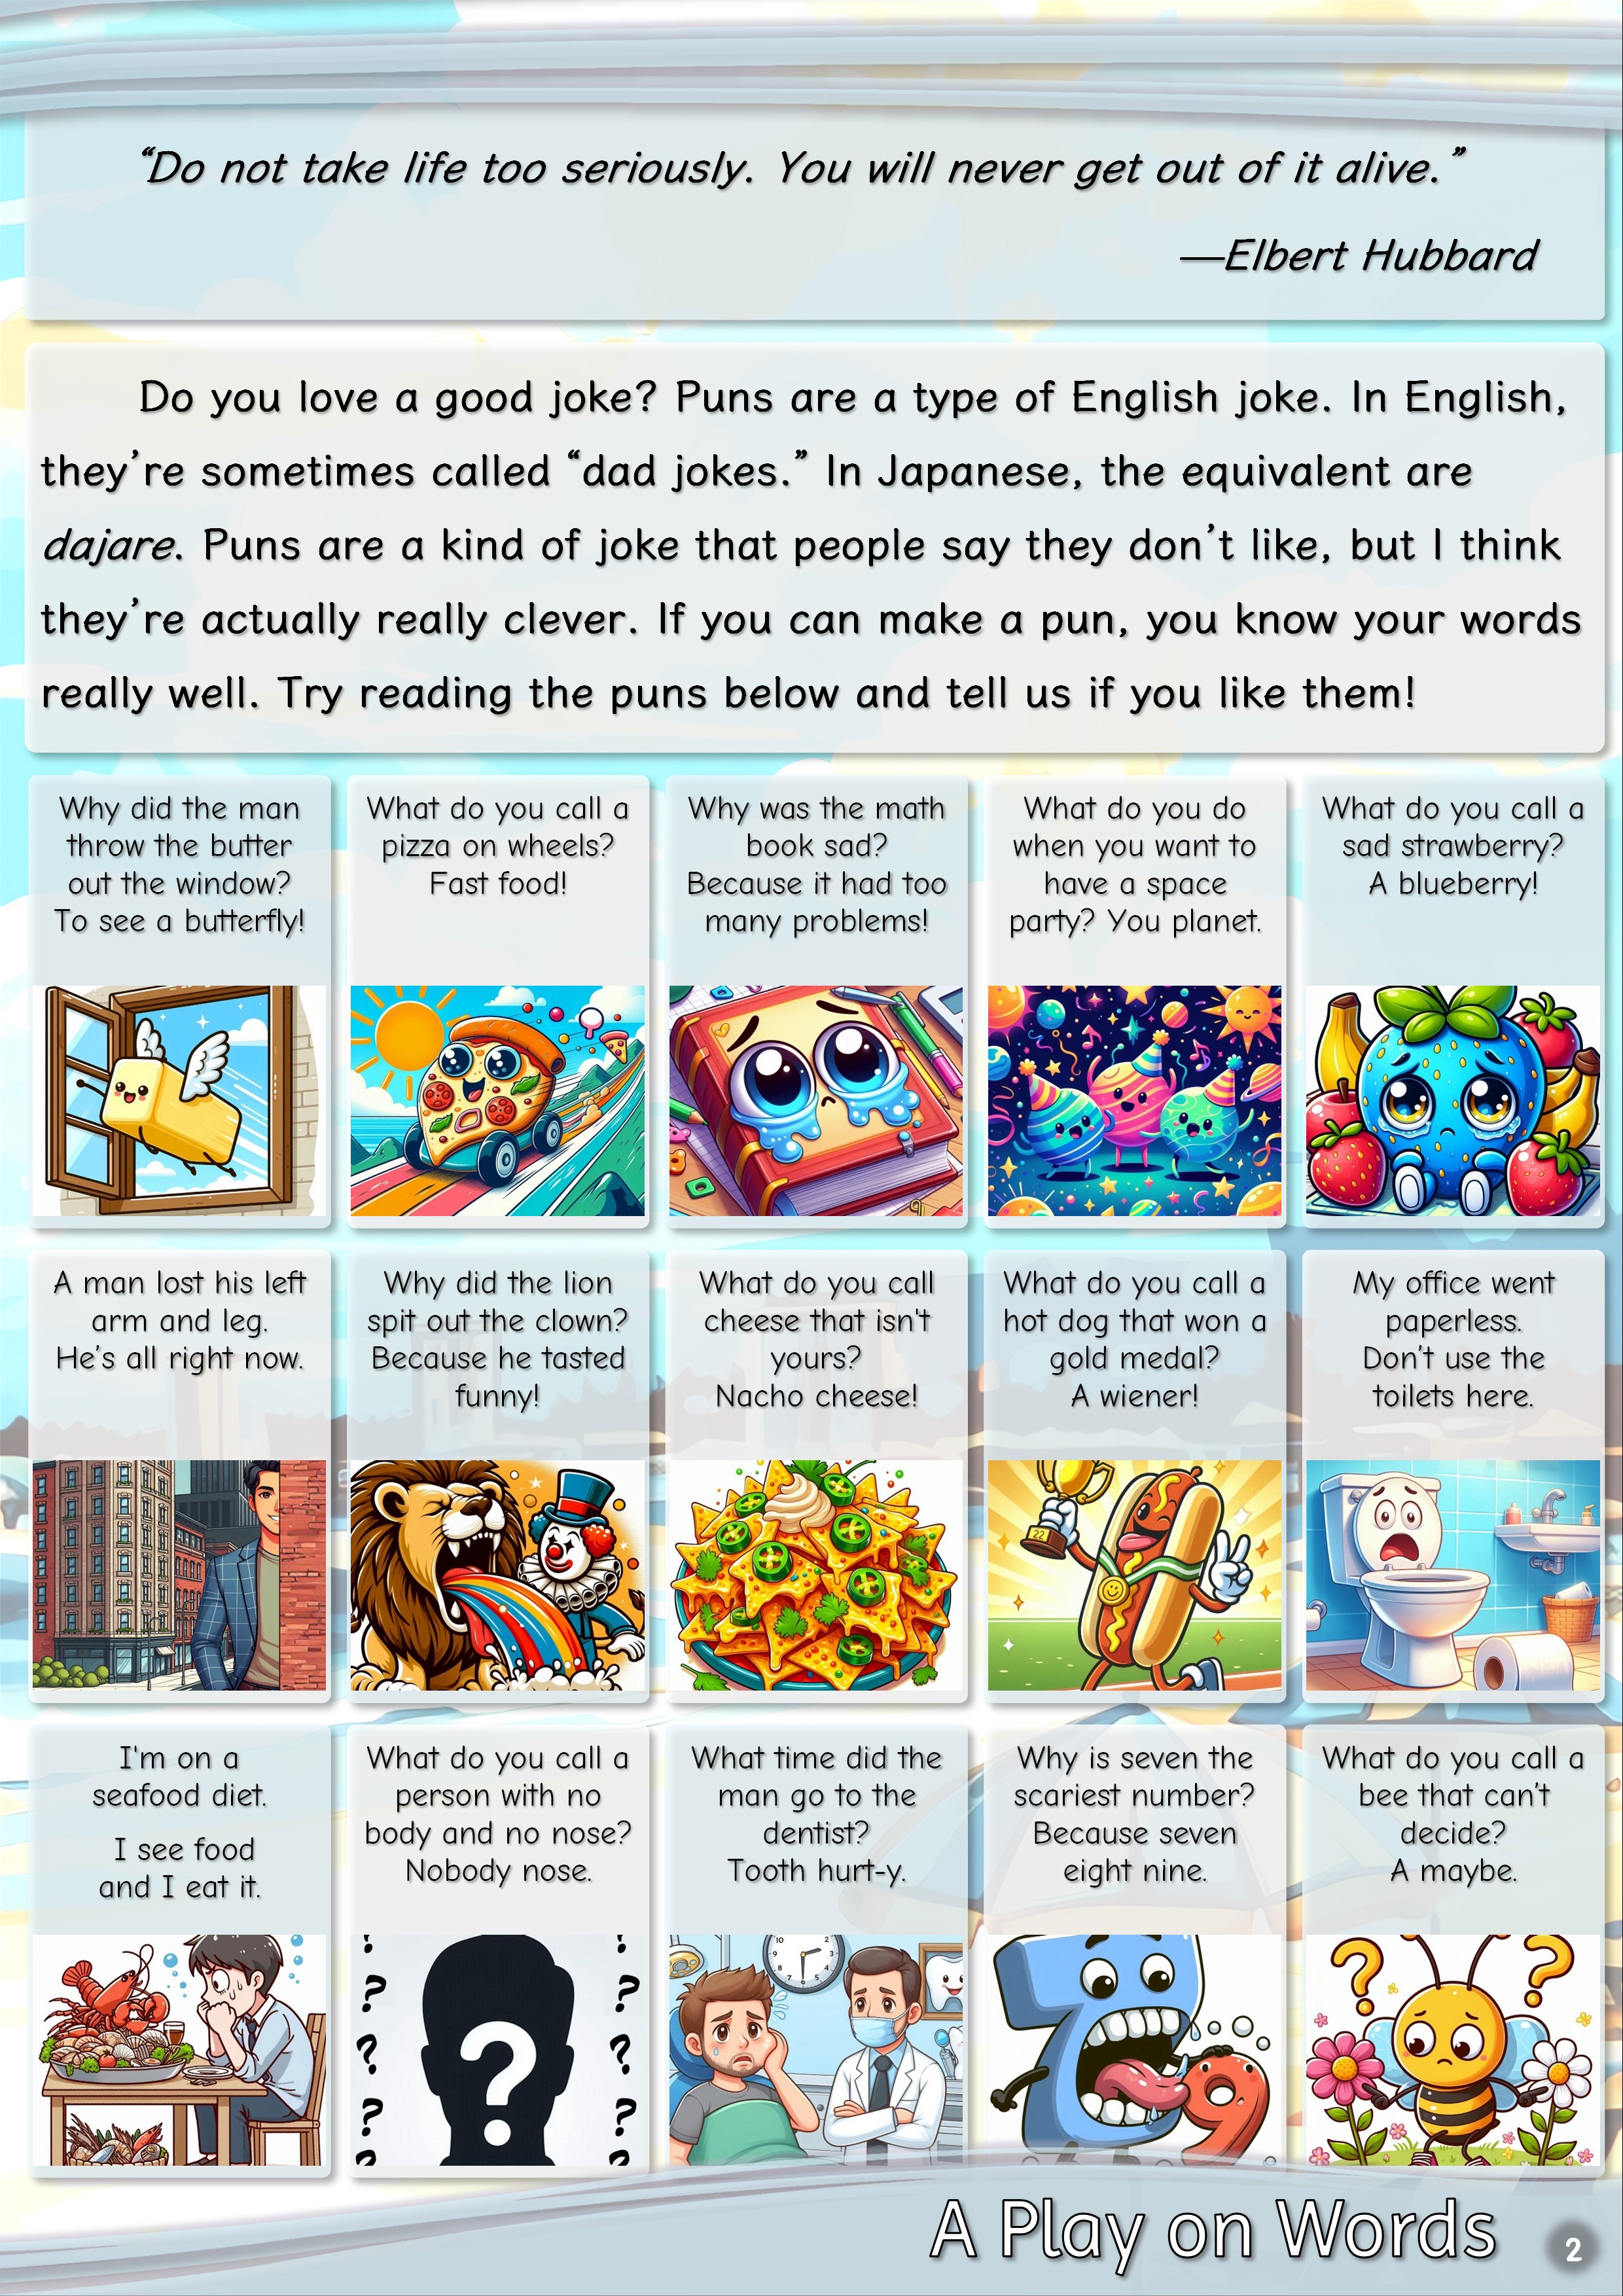 “Do not take life too seriously. You will never get out of it alive.”
—Elbert Hubbard
Do you love a good joke? Puns are a type of English joke. In English,
they’re sometimes called “dad jokes.” In Japanese, the equivalent are
dajare. Puns are a kind of joke that people say they don’t like, but I think
they’re actually really clever. If you can make a pun, you know your words
really well. Try reading the puns below and tell us if you like them!
Why did the man
throw the butter
out the window?
To see a butterfly!
What do you call a
pizza on wheels?
Fast food!
Why was the math
book sad?
Because it had too
many problems!
What do you do
when you want to
have a space
party? You planet.
What do you call a
sad strawberry?
A blueberry!
A man lost his left
arm and leg.
He’s all right now.
Why did the lion
spit out the clown?
Because he tasted
funny!
What do you call
cheese that isn't
yours?
Nacho cheese!
What do you call a
hot dog that won a
gold medal?
A wiener!
22
My office went
paperless.
Don’t use the
toilets here.
I'm on a
seafood diet.
I see food
and I eat it.
What do you call a
person with no
body and no nose?
Nobody nose.
? ? ? ? ? ? ? ? ? ? ?
What time did the
man go to the
dentist?
Tooth hurt-y.
Why is seven the
scariest number?
Because seven
eight nine.
7 9
What do you call a
bee that can’t
decide?
A maybe.
? ?
A Play on Words
2